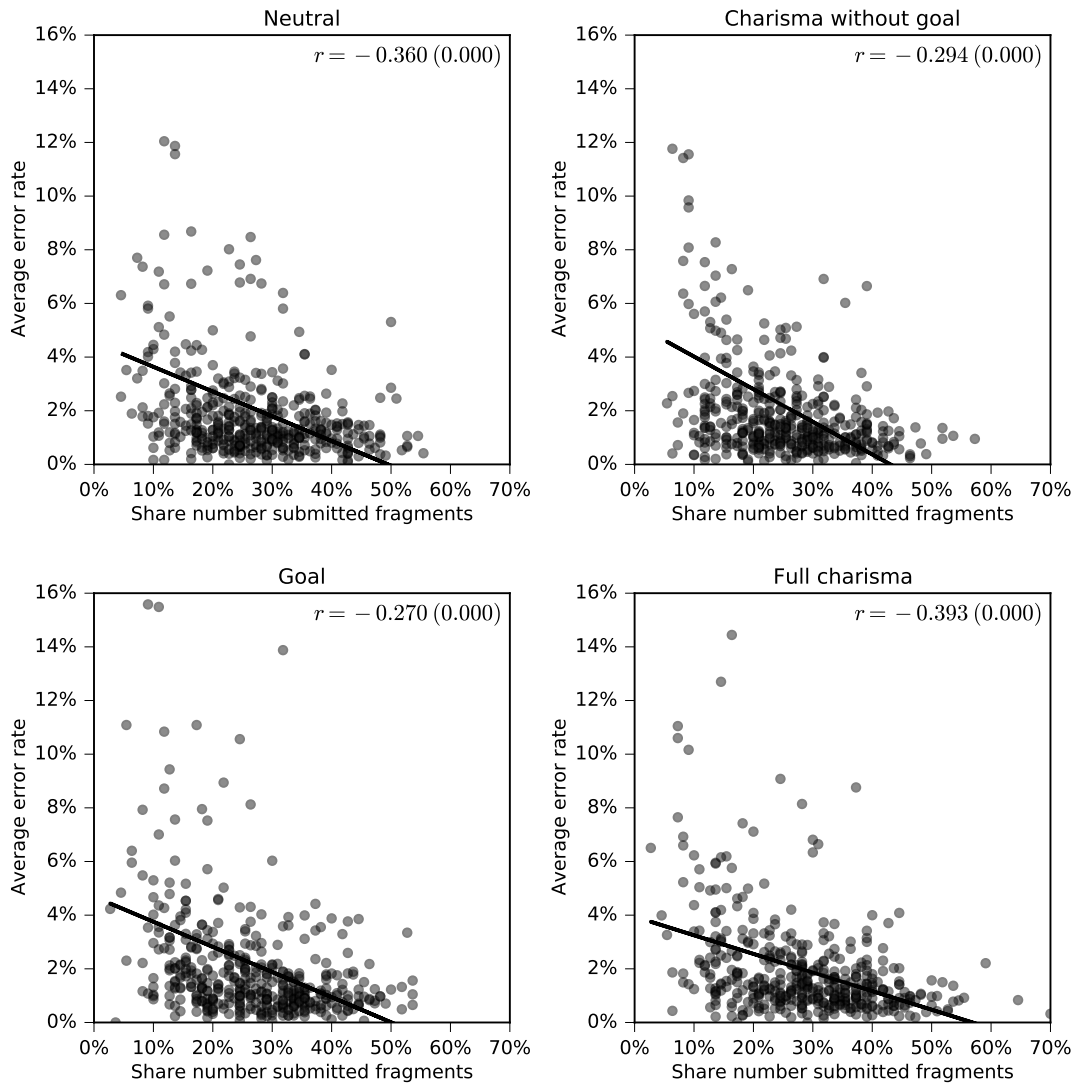 Neutral
r = − 0.360 (0.000)
16%
14%
12%
10%
8%
6%
4%
2%
0%
Average error rate
0% 10% 20% 30% 40% 50% 60% 70%
Share number submitted fragments
Charisma without goal
r = − 0.294 (0.000)
16%
14%
12%
10%
8%
6%
4%
2%
0%
Average error rate
0% 10% 20% 30% 40% 50% 60% 70%
Share number submitted fragments
Goal
r = − 0.270 (0.000)
16%
14%
12%
10%
8%
6%
4%
2%
0%
Average error rate
0% 10% 20% 30% 40% 50% 60% 70%
Share number submitted fragments
Full charisma
r = − 0.393 (0.000)
16%
14%
12%
10%
8%
6%
4%
2%
0%
Average error rate
0% 10% 20% 30% 40% 50% 60% 70%
Share number submitted fragments